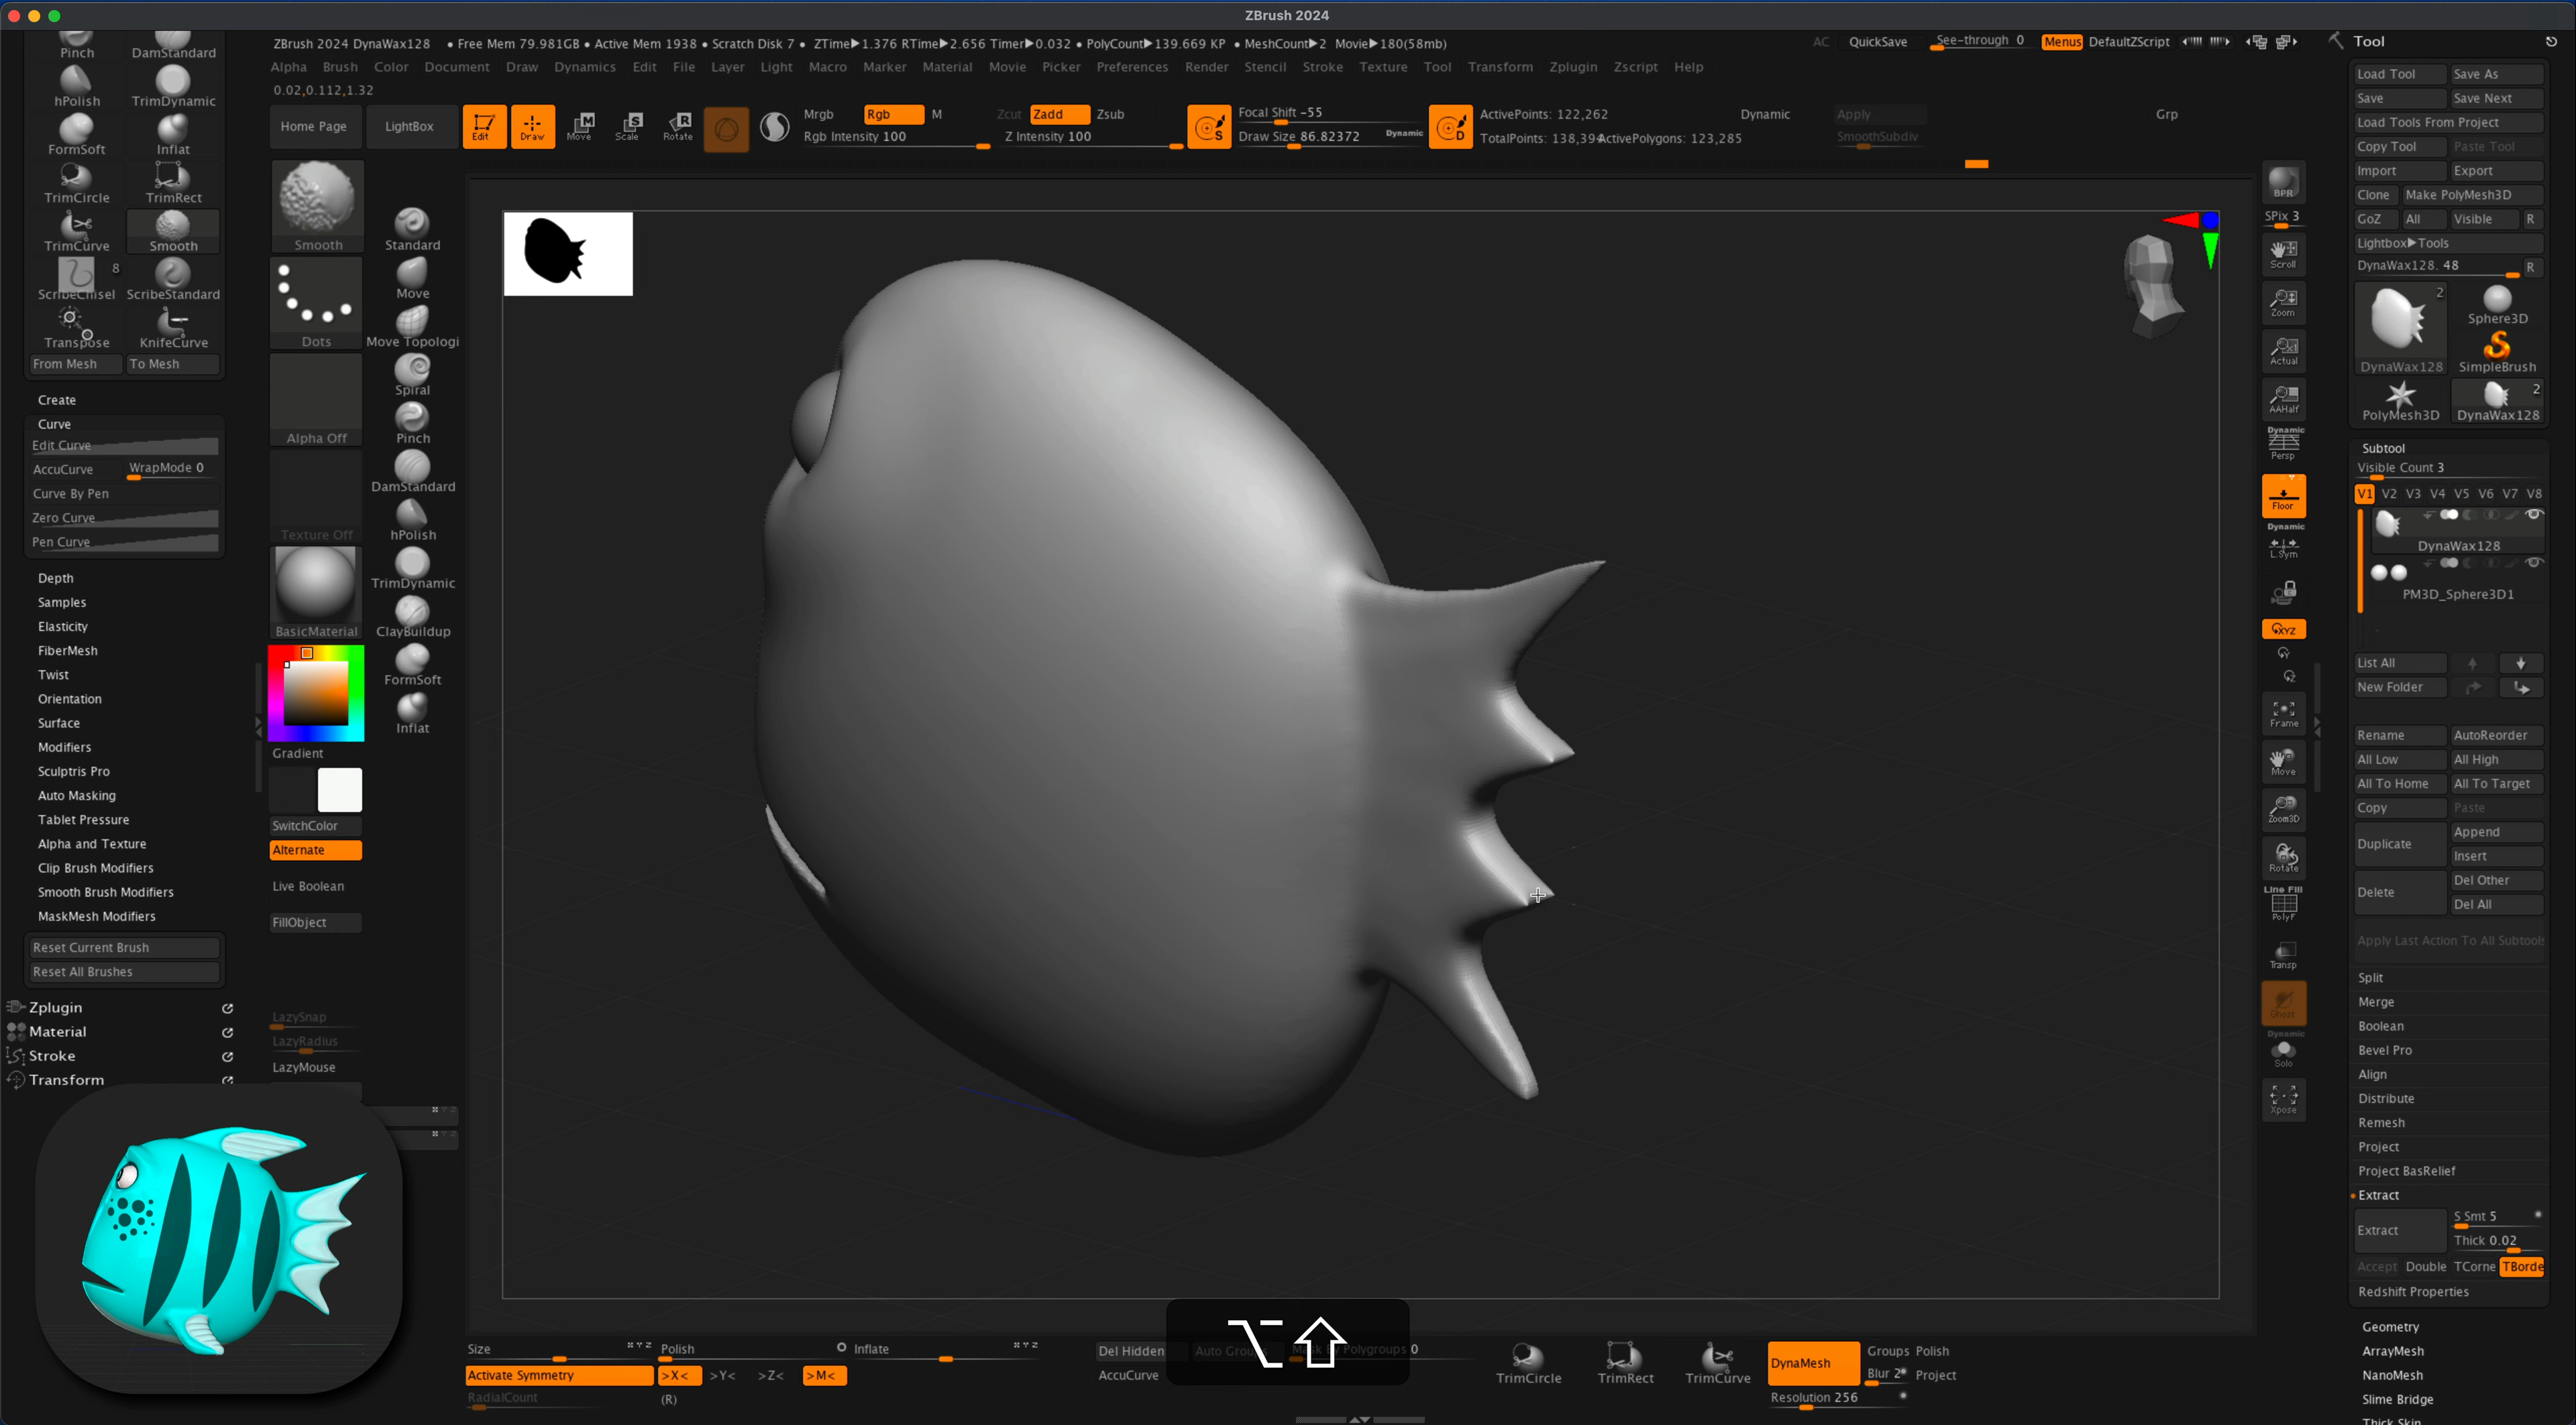 ZBrush 2024
ZBrush 2024 DynaWax128 • Free Mem 79.981GB • Active Mem 1938 • Scratch Disk 7 • ZTime▶1.376 RTime▶2.656 Timer▶0.032 • PolyCount▶139.669 KP • MeshCount▶2 Movie▶180(58mb)
AC QuickSave See-through 0 Menus DefaultZScript
Alpha Brush Color Document Draw Dynamics Edit File Layer Light Macro Marker Material Movie Picker Preferences Render Stencil Stroke Texture Tool Transform Zplugin Zscript Help
0.02,0.112,1.32
Home Page LightBox Edit Draw Move Scale Rotate
Mrgb Rgb M Zcut Zadd Zsub
Rgb Intensity 100 Z Intensity 100
Focal Shift -55
Draw Size 86.82372 Dynamic
ActivePoints: 122,262 Dynamic Apply Grp
ActivePolygons: 123,285 SmoothSubdiv
Pinch DamStandard
hPolish TrimDynamic
FormSoft Inflat
TrimCircle TrimRect
TrimCurve Smooth
8
ScribeChisel ScribeStandard
Transpose KnifeCurve
From Mesh To Mesh
Create
Curve
Edit Curve
AccuCurve WrapMode 0
Curve By Pen
Zero Curve
Pen Curve
Depth
Samples
Elasticity
FiberMesh
Twist
Orientation
Surface
Modifiers
Sculptris Pro
Auto Masking
Tablet Pressure
Alpha and Texture
Clip Brush Modifiers
Smooth Brush Modifiers
MaskMesh Modifiers
Reset Current Brush
Reset All Brushes
Zplugin
Material
Stroke
Transform
Smooth
Dots
Alpha Off
Texture Off
BasicMaterial
Gradient
SwitchColor
Alternate
Live Boolean
FillObject
LazySnap
LazyRadius
LazyMouse
Standard
Move
Move Topologi
Spiral
Pinch
DamStandard
hPolish
TrimDynamic
ClayBuildup
FormSoft
Inflat
BPR
SPix 3
Scroll
Zoom
Actual
AAHalf
Dynamic
Persp
Floor
Dynamic
L.Sym
XYZ
Frame
Move
Zoom3D
Rotate
Line Fill
PolyF
Transp
Ghost
Dynamic
Solo
Xpose
Tool
Load Tool Save As
Save Save Next
Load Tools From Project
Copy Tool Paste Tool
Import Export
Clone Make PolyMesh3D
GoZ All Visible R
Lightbox▶Tools
DynaWax128. 48 R
2
Sphere3D
DynaWax128 SimpleBrush
2
PolyMesh3D DynaWax128
Subtool
Visible Count 3
V1 V2 V3 V4 V5 V6 V7 V8
DynaWax128
PM3D_Sphere3D1
List All
New Folder
Rename AutoReorder
All Low All High
All To Home All To Target
Copy Paste
Duplicate Append
Insert
Delete Del Other
Del All
Apply Last Action To All Subtools
Split
Merge
Boolean
Bevel Pro
Align
Distribute
Remesh
Project
Project BasRelief
Extract
Extract S Smt 5
Thick 0.02
Accept Double TCorne TBorde
Redshift Properties
Geometry
ArrayMesh
NanoMesh
Slime Bridge
Thick Skin
⌥⇧
Size Polish Inflate Del Hidden
Activate Symmetry >X< >Y< >Z< >M< AccuCurve
RadialCount (R)
TrimCircle TrimRect TrimCurve
DynaMesh Groups Polish
Blur 2 Project
Resolution 256